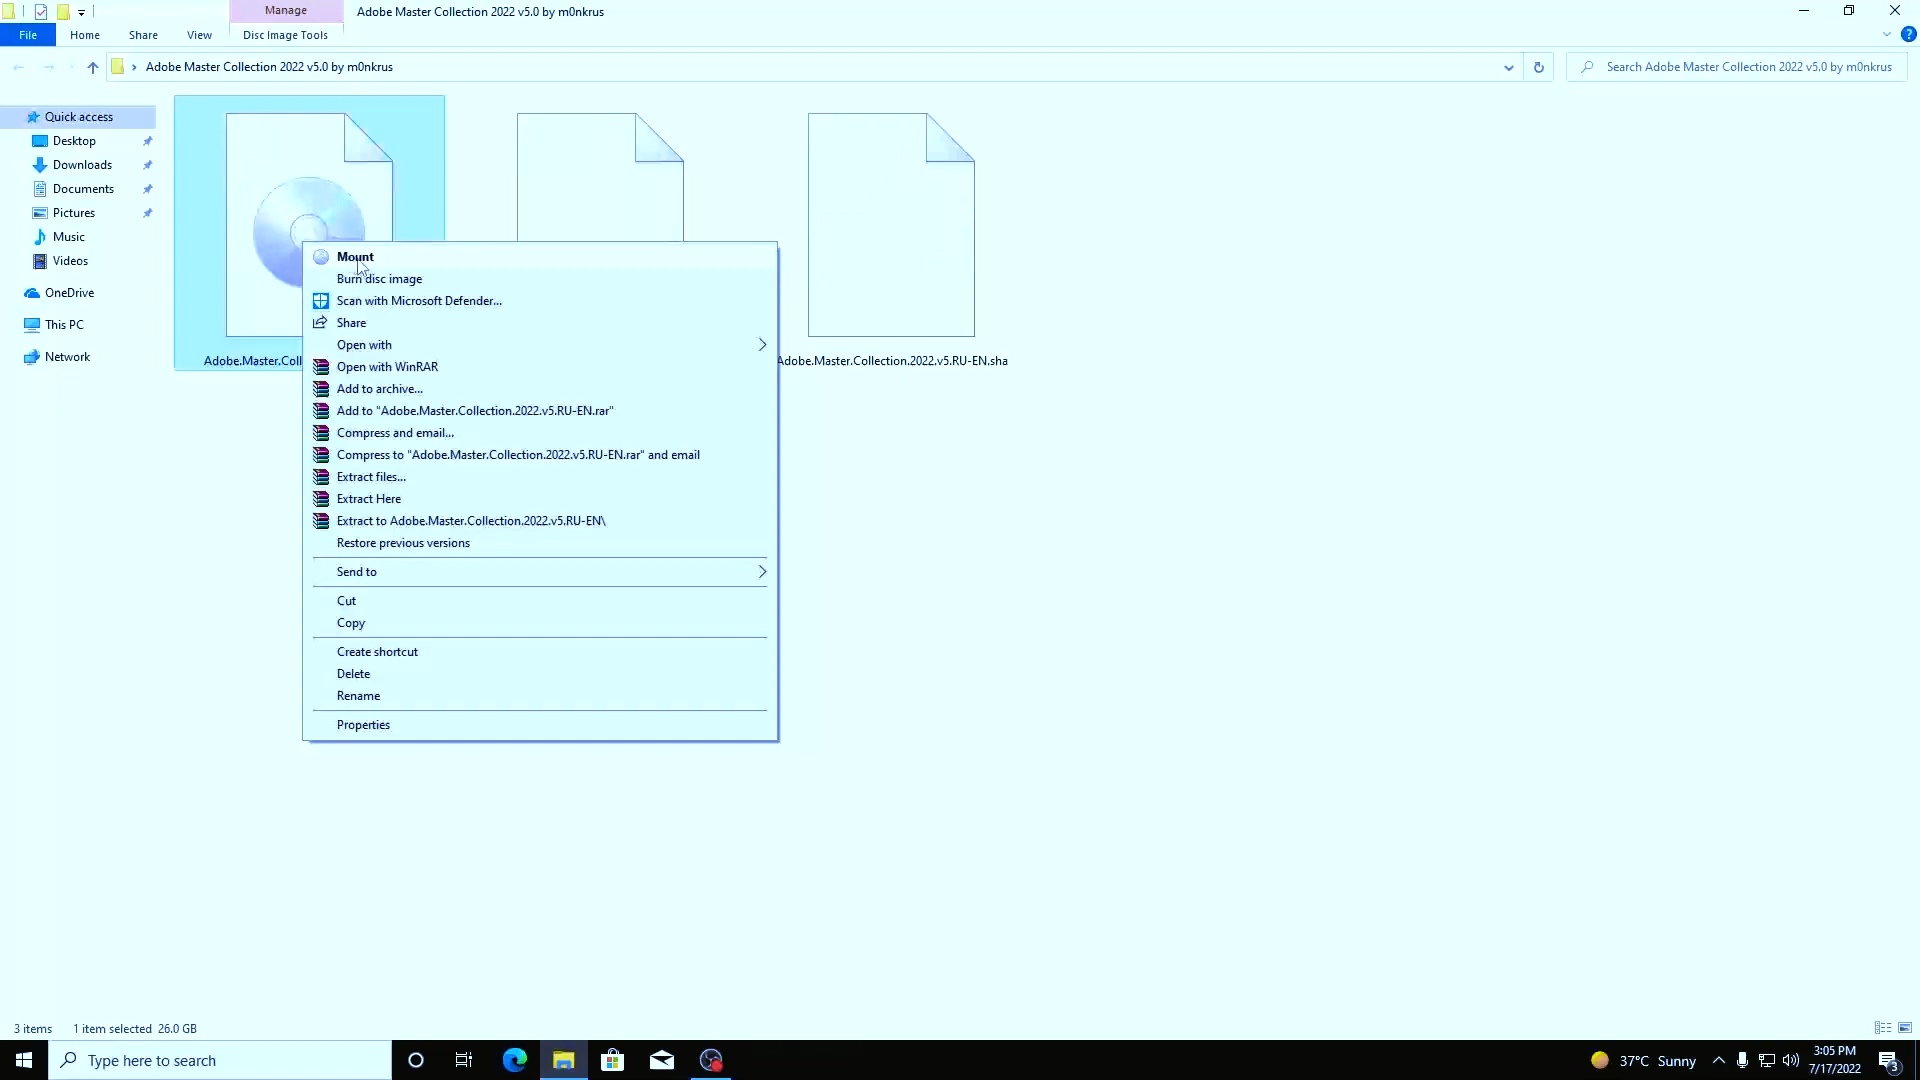 Manage
Adobe Master Collection 2022 v5.0 by m0nkrus
File
Home
Share
View
Disc Image Tools
Adobe Master Collection 2022 v5.0 by m0nkrus
Search Adobe Master Collection 2022 v5.0 by m0nkrus
Quick access
Desktop
Downloads
Documents
Pictures
Music
Videos
OneDrive
This PC
Network
Adobe.Master.Coll
Adobe.Master.Collection.2022.v5.RU-EN.sha
Mount
Burn disc image
Scan with Microsoft Defender...
Share
Open with
Open with WinRAR
Add to archive...
Add to "Adobe.Master.Collection.2022.v5.RU-EN.rar"
Compress and email...
Compress to "Adobe.Master.Collection.2022.v5.RU-EN.rar" and email
Extract files...
Extract Here
Extract to Adobe.Master.Collection.2022.v5.RU-EN\
Restore previous versions
Send to
Cut
Copy
Create shortcut
Delete
Rename
Properties
3 items
1 item selected 26.0 GB
Type here to search
37°C Sunny
3:05 PM
7/17/2022
3